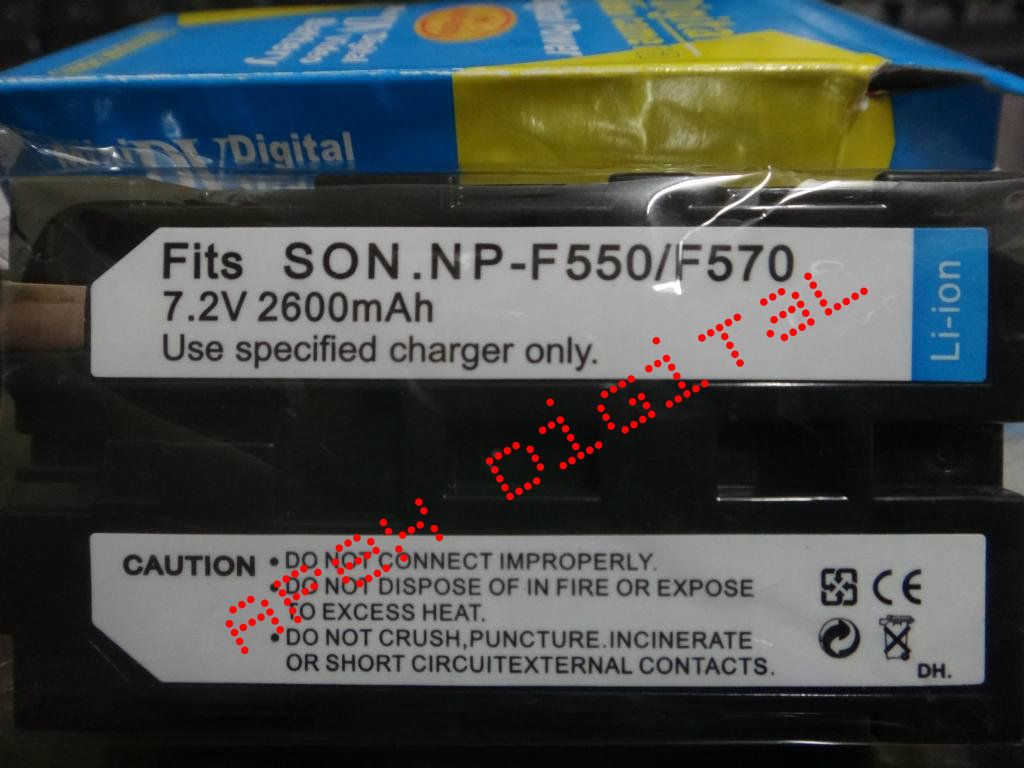 Digital
Fits SON.NP-F550/F570
7.2V 2600mAh
Use specified charger only.
Li-ion
APEX DIGITAL
CAUTION • DO NOT CONNECT IMPROPERLY.
• DO NOT DISPOSE OF IN FIRE OR EXPOSE
TO EXCESS HEAT.
• DO NOT CRUSH,PUNCTURE.INCINERATE
OR SHORT CIRCUITEXTERNAL CONTACTS.
CE
DH.